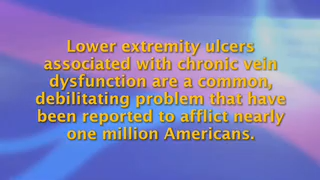 Lower extremity ulcers
associated with chronic vein
dysfunction are a common,
debilitating problem that have
been reported to afflict nearly
one million Americans.